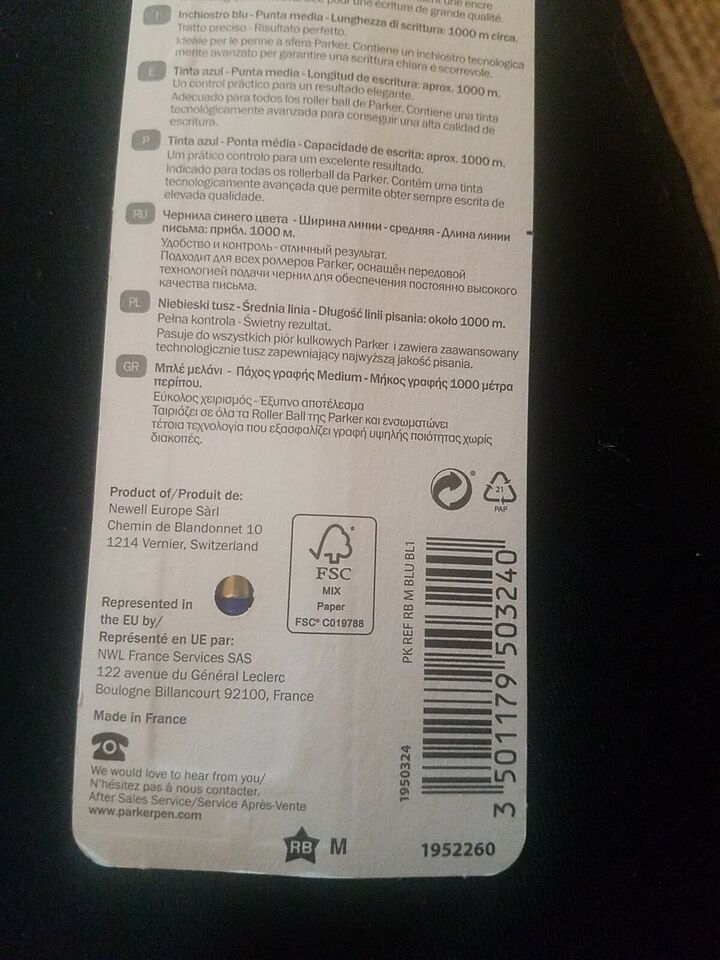 une écriture de grande qualité.
I Inchiostro blu - Punta media - Lunghezza di scrittura: 1000 m circa.
Tratto preciso - Risultato perfetto.
Ideale per le penne a sfera Parker. Contiene un inchiostro tecnologica
mente avanzato per garantire una scrittura chiara e scorrevole.
E Tinta azul - Punta media - Longitud de escritura: aprox. 1000 m.
Un control práctico para un resultado elegante.
Adecuado para todos los roller ball de Parker. Contiene una tinta
tecnológicamente avanzada para conseguir una alta calidad de
escritura.
P Tinta azul - Ponta média - Capacidade de escrita: aprox. 1000 m.
Um prático controlo para um excelente resultado.
Indicado para todas os rollerball da Parker. Contém uma tinta
tecnologicamente avançada que permite obter sempre escrita de
elevada qualidade.
RU Чернила синего цвета - Ширина линии - средняя - Длина линии
письма: прибл. 1000 м.
Удобство и контроль - отличный результат.
Подходит для всех роллеров Parker, оснащён передовой
технологией подачи чернил для обеспечения постоянно высокого
качества письма.
PL Niebieski tusz - Średnia linia - Długość linii pisania: około 1000 m.
Pełna kontrola - Świetny rezultat.
Pasuje do wszystkich piór kulkowych Parker i zawiera zaawansowany
technologicznie tusz zapewniający najwyższą jakość pisania.
GR Μπλέ μελάνι - Πάχος γραφής Medium - Μήκος γραφής 1000 μέτρα
περίπου.
Εύκολος χειρισμός - Έξυπνο αποτέλεσμα
Ταιριάζει σε όλα τα Roller Ball της Parker και ενσωματώνει
τέτοια τεχνολογία που εξασφαλίζει γραφή υψηλής ποιότητας χωρίς
διακοπές.
Product of/Produit de:
Newell Europe Sàrl
Chemin de Blandonnet 10
1214 Vernier, Switzerland
FSC
MIX
Paper
FSC® C019788
21
PAP
Represented in
the EU by/
Représenté en UE par:
NWL France Services SAS
122 avenue du Général Leclerc
Boulogne Billancourt 92100, France
Made in France
We would love to hear from you/
N'hésitez pas à nous contacter.
After Sales Service/Service Après-Vente
www.parkerpen.com
PK REF RB M BLU BL1
3 501179 503240
1950324
RB M
1952260